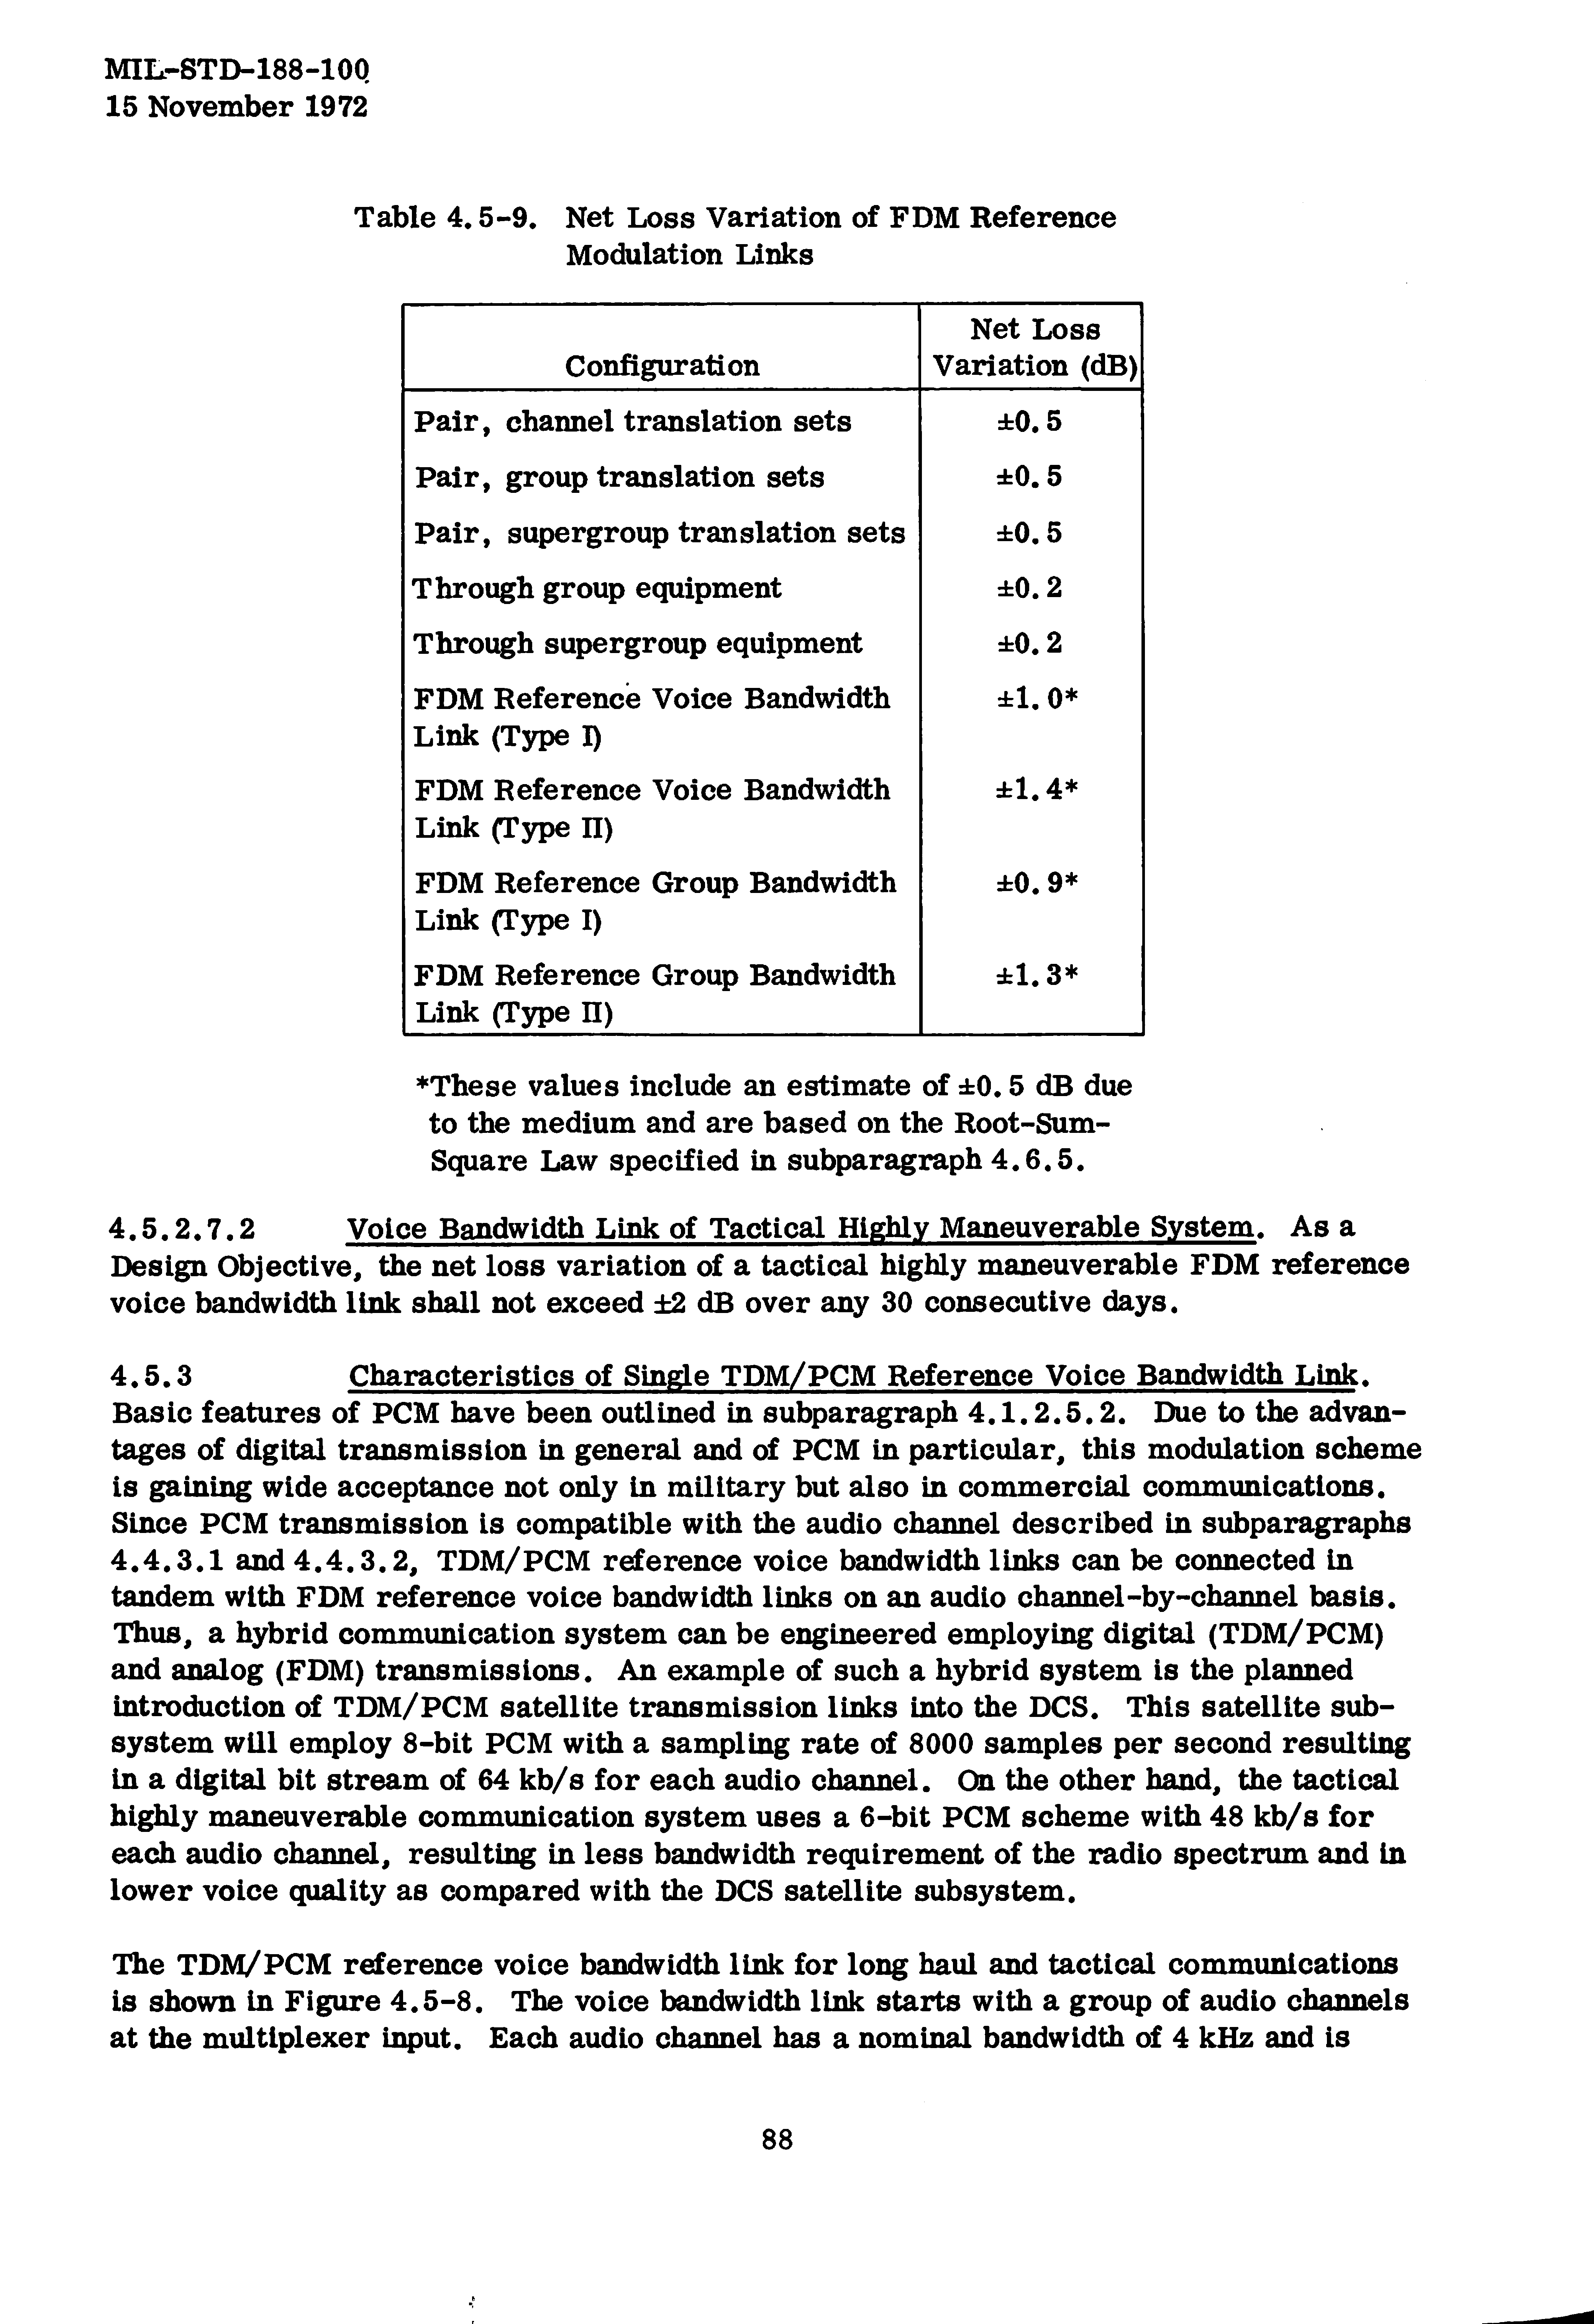 MIL-STD-188-100
15 November 1972
Table 4.5-9. Net Loss Variation of FDM Reference
Modulation Links
Net Loss
Configuration Variation (dB)
Pair, channel translation sets ±0.5
Pair, group translation sets ±0.5
Pair, supergroup translation sets ±0.5
Through group equipment ±0.2
Through supergroup equipment ±0.2
FDM Reference Voice Bandwidth ±1.0*
Link (Type I)
FDM Reference Voice Bandwidth ±1.4*
Link (Type II)
FDM Reference Group Bandwidth ±0.9*
Link (Type I)
FDM Reference Group Bandwidth ±1.3*
Link (Type II)
*These values include an estimate of ±0.5 dB due
to the medium and are based on the Root-Sum-
Square Law specified in subparagraph 4.6.5.
4.5.2.7.2 Voice Bandwidth Link of Tactical Highly Maneuverable System. As a
Design Objective, the net loss variation of a tactical highly maneuverable FDM reference
voice bandwidth link shall not exceed ±2 dB over any 30 consecutive days.
4.5.3 Characteristics of Single TDM/PCM Reference Voice Bandwidth Link.
Basic features of PCM have been outlined in subparagraph 4.1.2.5.2. Due to the advan-
tages of digital transmission in general and of PCM in particular, this modulation scheme
is gaining wide acceptance not only in military but also in commercial communications.
Since PCM transmission is compatible with the audio channel described in subparagraphs
4.4.3.1 and 4.4.3.2, TDM/PCM reference voice bandwidth links can be connected in
tandem with FDM reference voice bandwidth links on an audio channel-by-channel basis.
Thus, a hybrid communication system can be engineered employing digital (TDM/PCM)
and analog (FDM) transmissions. An example of such a hybrid system is the planned
introduction of TDM/PCM satellite transmission links into the DCS. This satellite sub-
system will employ 8-bit PCM with a sampling rate of 8000 samples per second resulting
in a digital bit stream of 64 kb/s for each audio channel. On the other hand, the tactical
highly maneuverable communication system uses a 6-bit PCM scheme with 48 kb/s for
each audio channel, resulting in less bandwidth requirement of the radio spectrum and in
lower voice quality as compared with the DCS satellite subsystem.
The TDM/PCM reference voice bandwidth link for long haul and tactical communications
is shown in Figure 4.5-8. The voice bandwidth link starts with a group of audio channels
at the multiplexer input. Each audio channel has a nominal bandwidth of 4 kHz and is
88